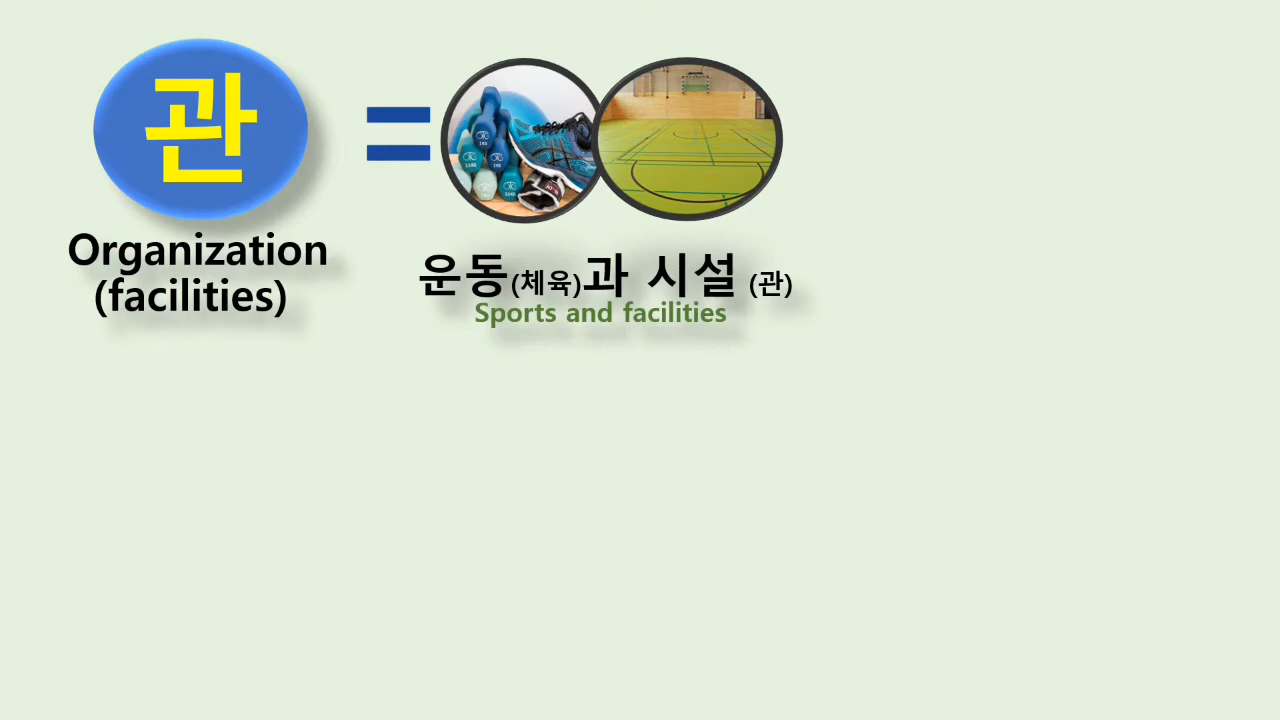 관
=
Organization
(facilities)
운동(체육)과 시설 (관)
Sports and facilities